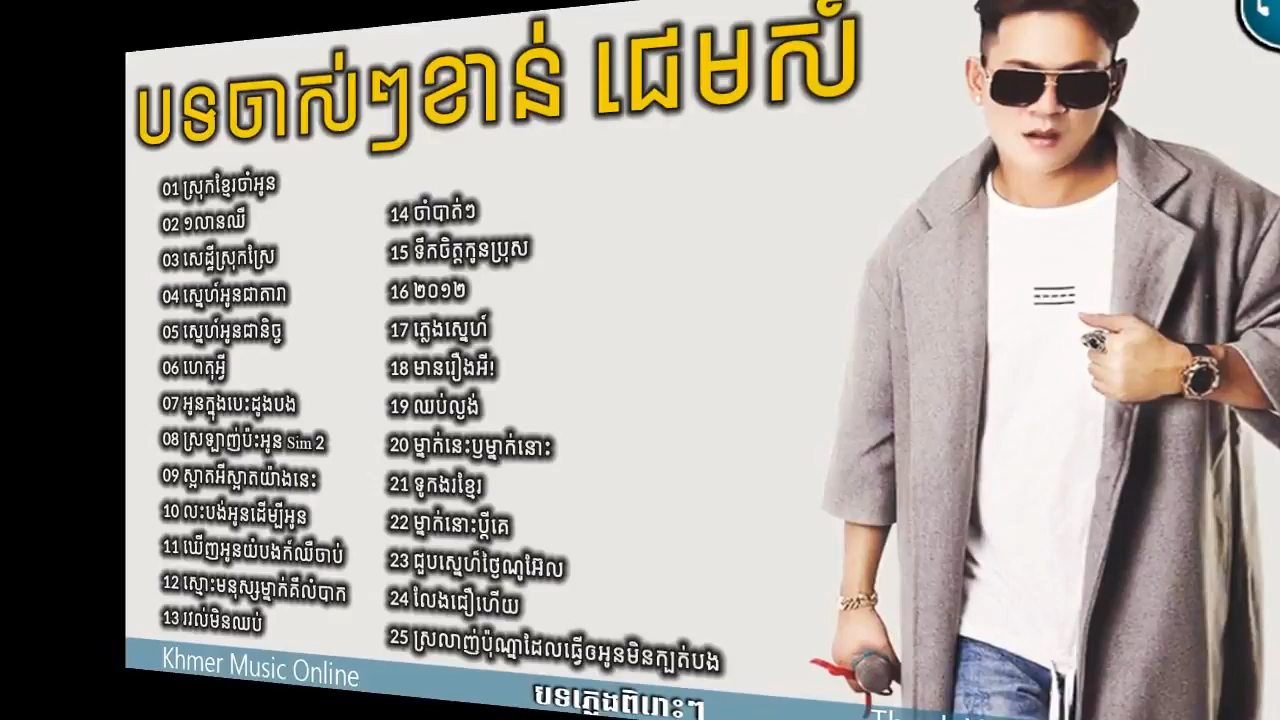 បទចាស់ៗខាន់ ជេមស៍
01 ស្រុកខ្មែរចាំអូន
02 ១លានឈឺ
03 សេដ្ឋីស្រុកស្រែ
04 ស្នេហ៍អូនជាតារា
05 ស្នេហ៍អូនជានិច្ច
06 ហេតុអ្វី
07 អូនក្នុងបេះដូងបង
08 ស្រឡាញ់ប៉ះអូន Sim 2
09 ស្អាតអីស្អាតយ៉ាងនេះ
10 លះបង់អូនដើម្បីអូន
11 ឃើញអូនយំបងក៍ឈឺចាប់
12 ស្មោះមនុស្សម្នាក់គឺលំបាក
13 រវល់មិនឈប់
14 ចាំបាត់ៗ
15 ទឹកចិត្តកូនប្រុស
16 ២០១២
17 ភ្លេងស្នេហ៍
18 មានរឿងអី!
19 ឈប់ល្ងង់
20 ម្នាក់នេះឫម្នាក់នោះ
21 ទូកងរខ្មែរ
22 ម្នាក់នោះប្ដីគេ
23 ជួបស្នេហ៍ថ្ងៃណូអ៊ែល
24 លែងជឿហើយ
25 ស្រលាញ់ប៉ុណ្នាដែលធ្វើឲអូនមិនក្បត់បង
Khmer Music Online
បទភ្លេងពិរោះៗ